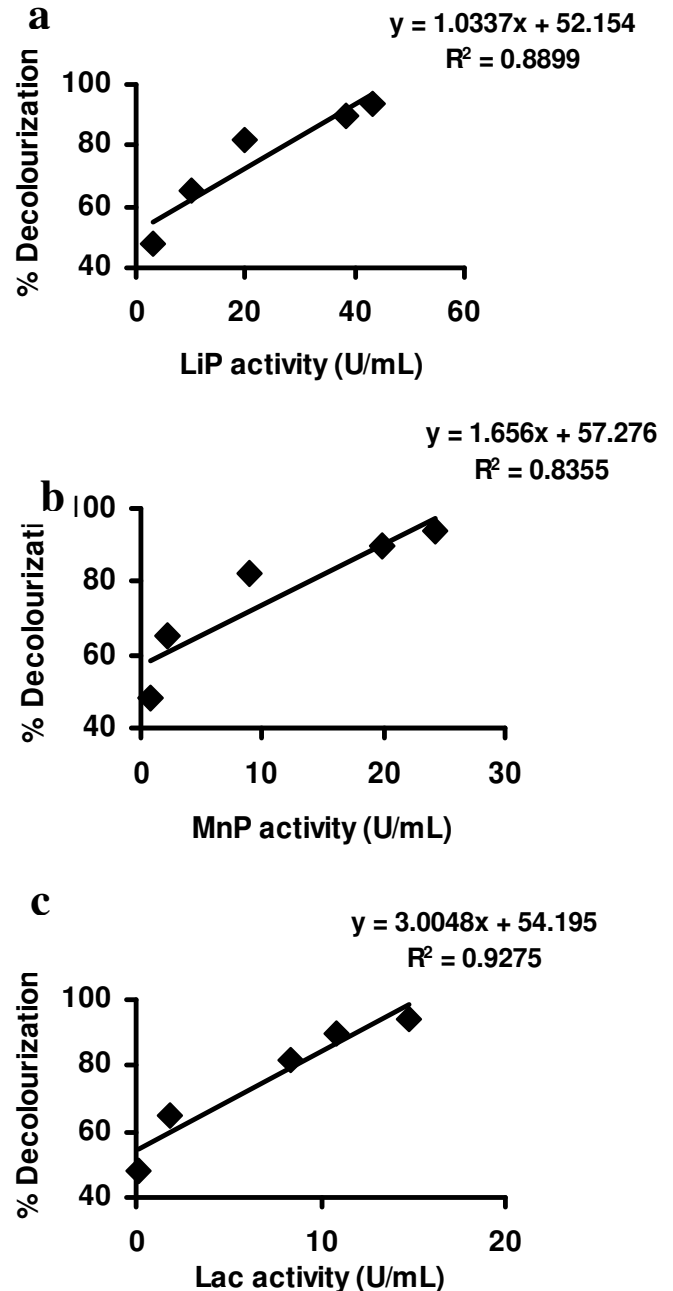 a
y = 1.0337x + 52.154
R² = 0.8899
% Decolourization
100
80
60
40
0 20 40 60
LiP activity (U/mL)
y = 1.656x + 57.276
R² = 0.8355
b
% Decolourizati
100
80
60
40
0 10 20 30
MnP activity (U/mL)
c
y = 3.0048x + 54.195
R² = 0.9275
% Decolourization
100
80
60
40
0 10 20
Lac activity (U/mL)